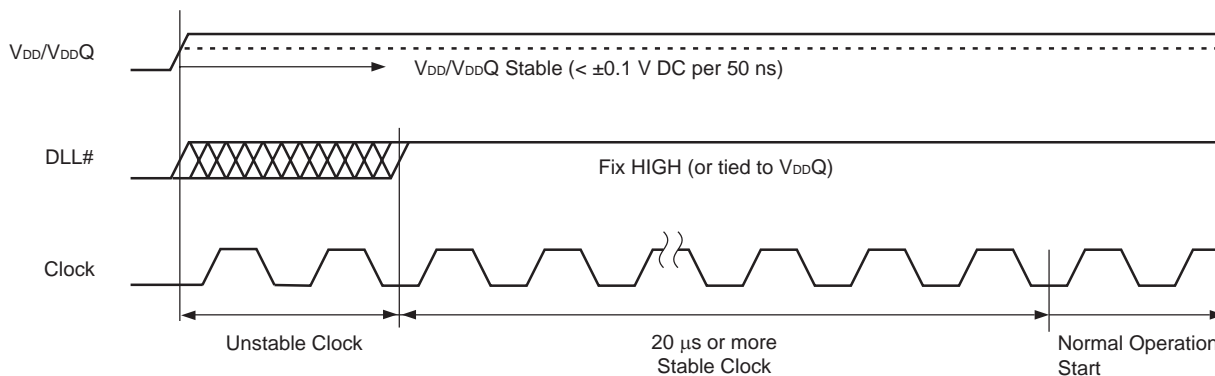 VDD/VDDQ
VDD/VDDQ Stable (< ±0.1 V DC per 50 ns)
DLL#
Fix HIGH (or tied to VDDQ)
Clock
Unstable Clock
20 μs or more
Stable Clock
Normal Operation
Start